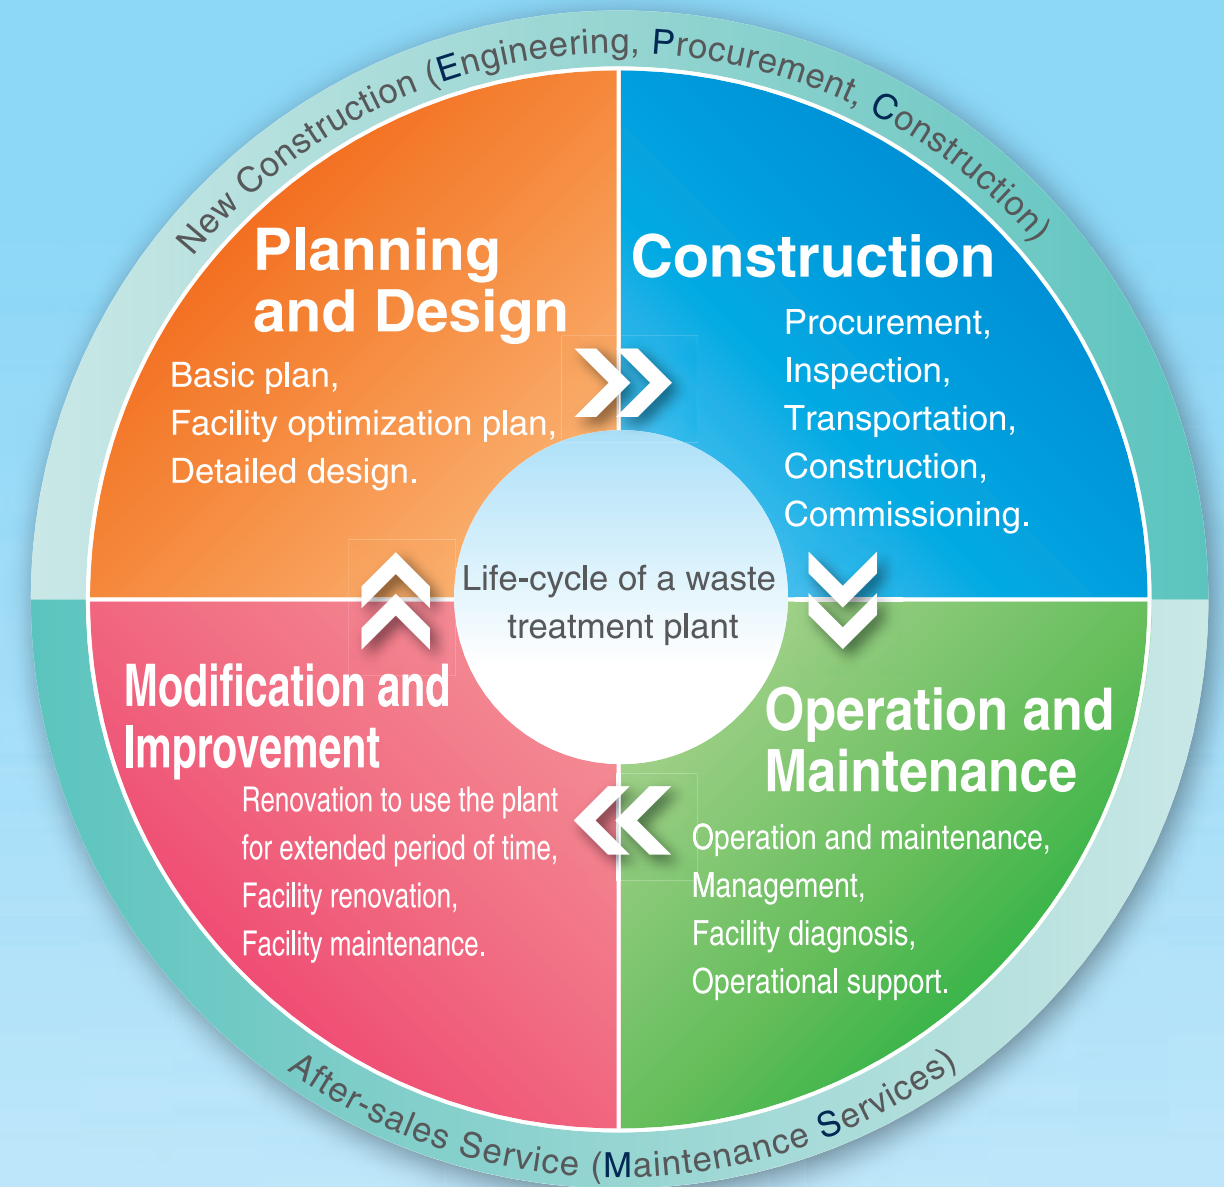 New Construction (Engineering, Procurement, Construction)
Planning
and Design
Basic plan,
Facility optimization plan,
Detailed design.
Construction
Procurement,
Inspection,
Transportation,
Construction,
Commissioning.
Life-cycle of a waste
treatment plant
Modification and
Improvement
Renovation to use the plant
for extended period of time,
Facility renovation,
Facility maintenance.
Operation and
Maintenance
Operation and maintenance,
Management,
Facility diagnosis,
Operational support.
After-sales Service (Maintenance Services)